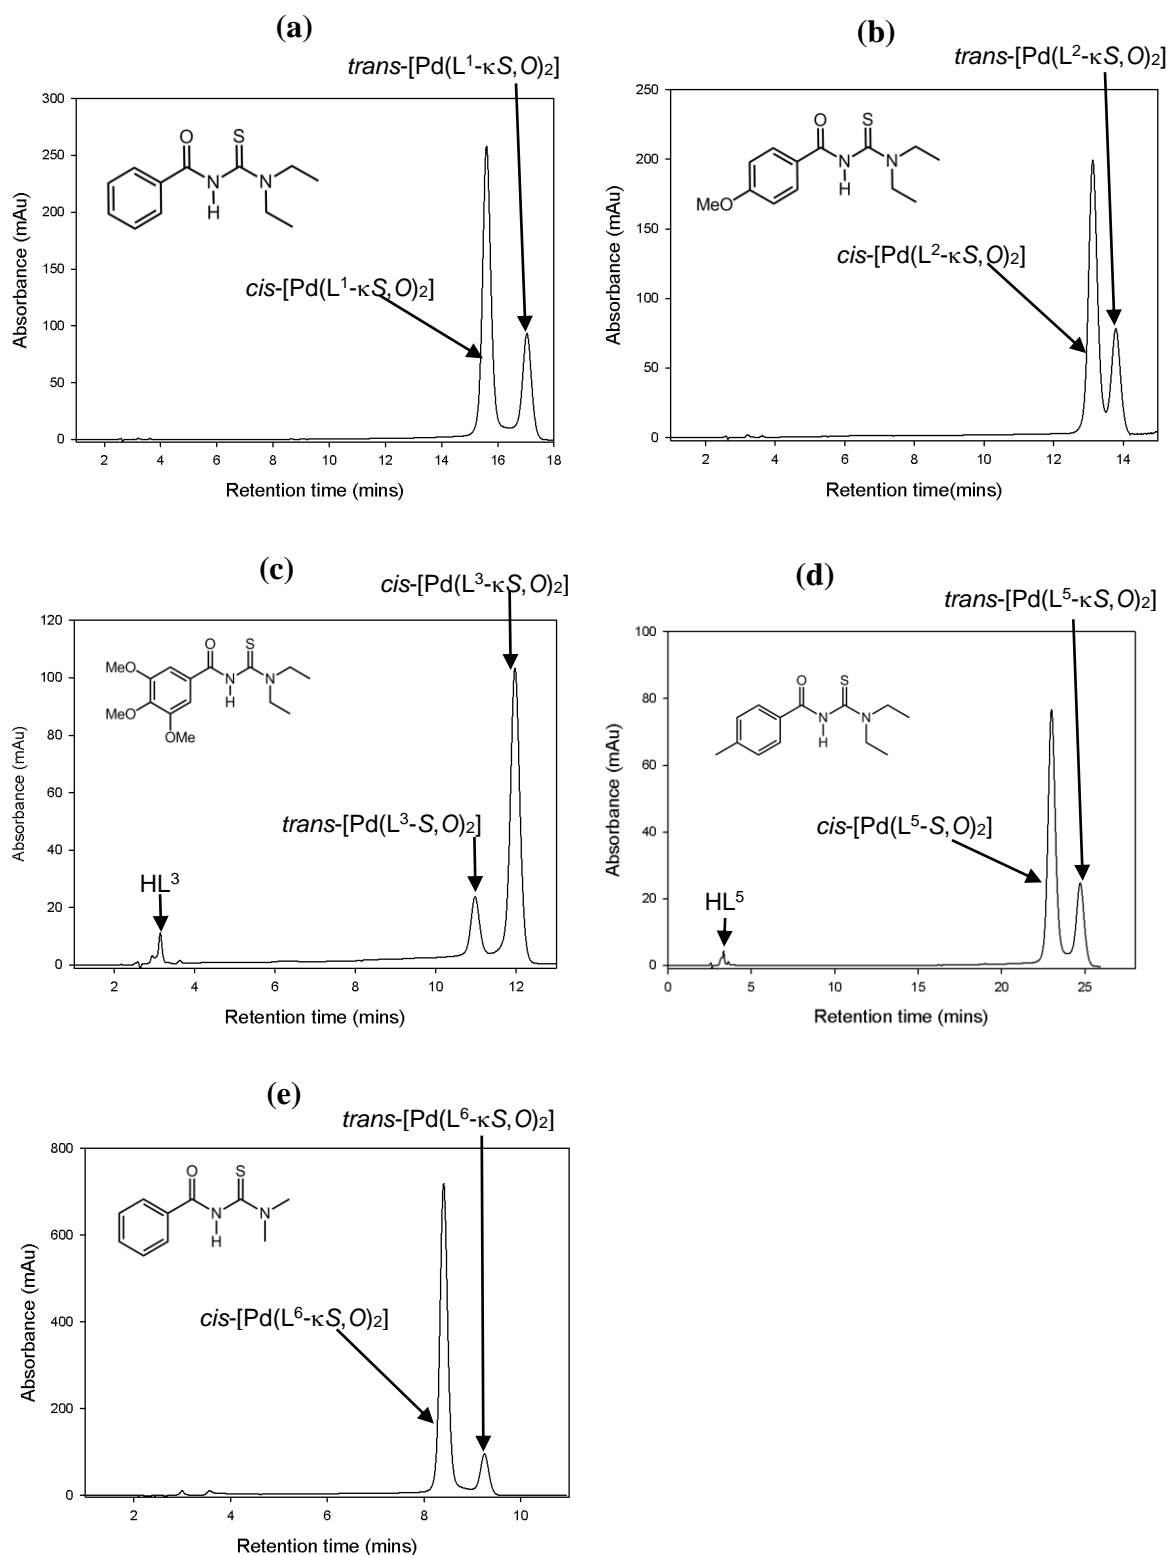 (a)
trans-[Pd(L¹-κS,O)₂]
300
250
200
150
100
50
0
Absorbance (mAu)
O
S
N
H
N
cis-[Pd(L¹-κS,O)₂]
2 4 6 8 10 12 14 16 18
Retention time (mins)
(b)
trans-[Pd(L²-κS,O)₂]
250
200
150
100
50
0
Absorbance (mAu)
O
S
N
H
N
MeO
cis-[Pd(L²-κS,O)₂]
2 4 6 8 10 12 14
Retention time(mins)
(c)
cis-[Pd(L³-κS,O)₂]
120
100
80
60
40
20
0
Absorbance (mAu)
O
S
MeO
N
H
N
MeO
OMe
trans-[Pd(L³-S,O)₂]
HL³
2 4 6 8 10 12
Retention time (mins)
(d)
trans-[Pd(L⁵-κS,O)₂]
100
80
60
40
20
0
Absorbance (mAu)
O
S
N
H
N
cis-[Pd(L⁵-S,O)₂]
HL⁵
0 5 10 15 20 25
Retention time (mins)
(e)
trans-[Pd(L⁶-κS,O)₂]
800
600
400
200
0
Absorbance (mAu)
O
S
N
H
N
cis-[Pd(L⁶-κS,O)₂]
2 4 6 8 10
Retention time (mins)